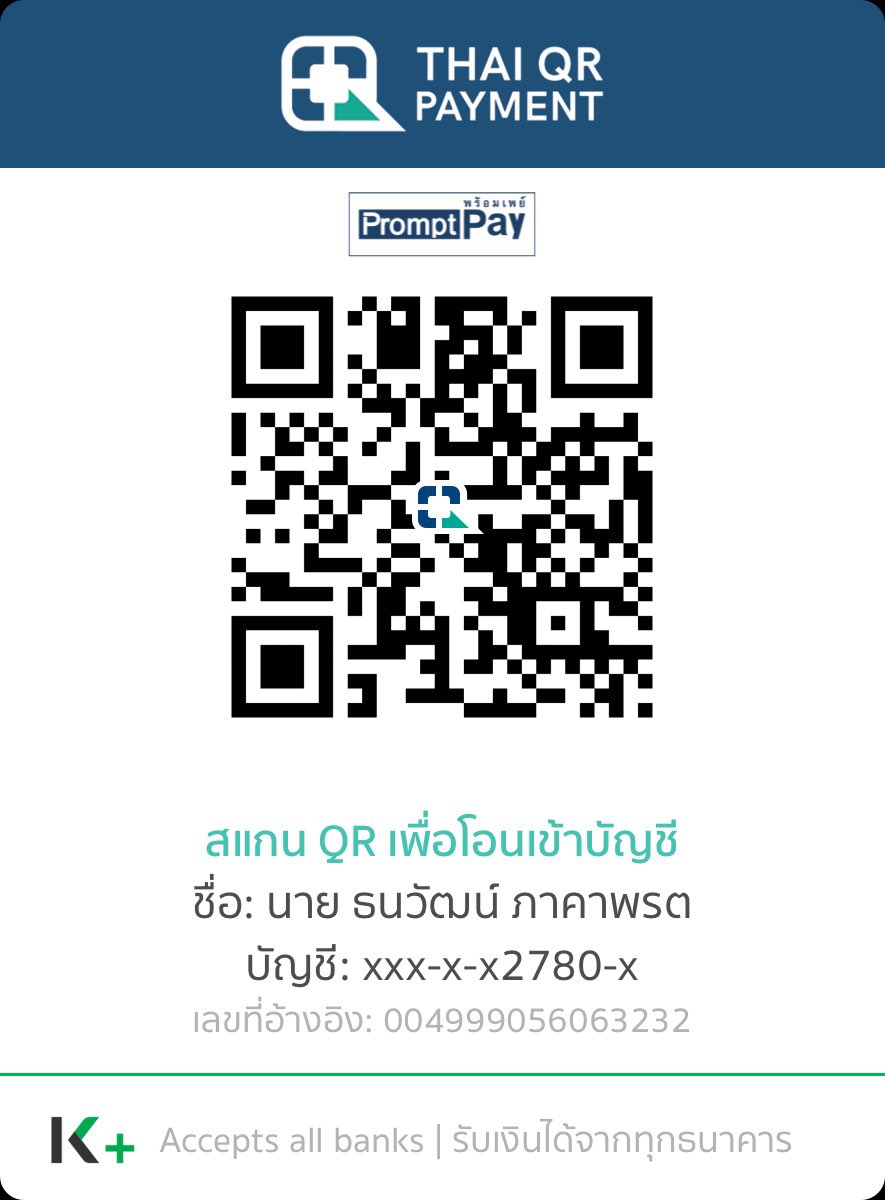 THAI QR
PAYMENT
พร้อมเพย์
PromptPay
สแกน QR เพื่อโอนเข้าบัญชี
ชื่อ: นาย ธนวัฒน์ ภาคาพรต
บัญชี: xxx-x-x2780-x
เลขที่อ้างอิง: 004999056063232
K+ Accepts all banks | รับเงินได้จากทุกธนาคาร